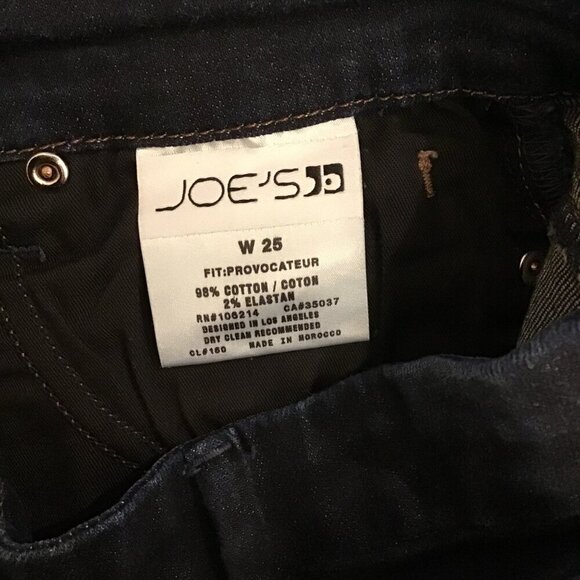 JOE'S
W 25
FIT:PROVOCATEUR
98% COTTON / COTON
2% ELASTAN
RN#106214 CA#35037
DESIGNED IN LOS ANGELES
DRY CLEAN RECOMMENDED
CL#160 MADE IN MOROCCO